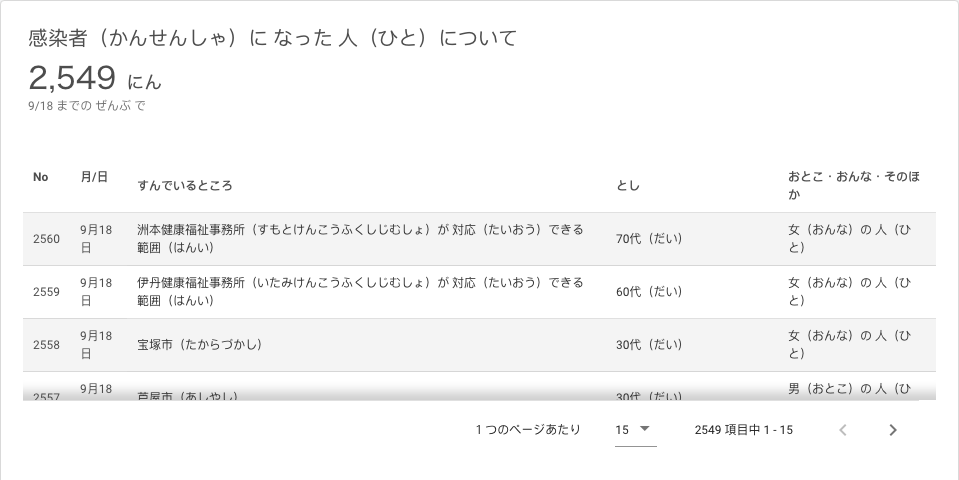 感染者（かんせんしゃ）に なった 人（ひと）について
2,549 にん
9/18 までの ぜんぶ で
No 月/日 すんでいるところ とし おとこ・おんな・そのほ
か
2560 9月18 洲本健康福祉事務所（すもとけんこうふくしじむしょ）が 対応（たいおう）できる 70代（だい） 女（おんな）の 人（ひ
日 範囲（はんい） と）
2559 9月18 伊丹健康福祉事務所（いたみけんこうふくしじむしょ）が 対応（たいおう）できる 60代（だい） 女（おんな）の 人（ひ
日 範囲（はんい） と）
2558 9月18 宝塚市（たからづかし） 30代（だい） 女（おんな）の 人（ひ
日 と）
2557 9月18 芦屋市（あしやし） 30代（だい） 男（おとこ）の 人（ひ
1 つのページあたり 15 2549 項目中 1 - 15